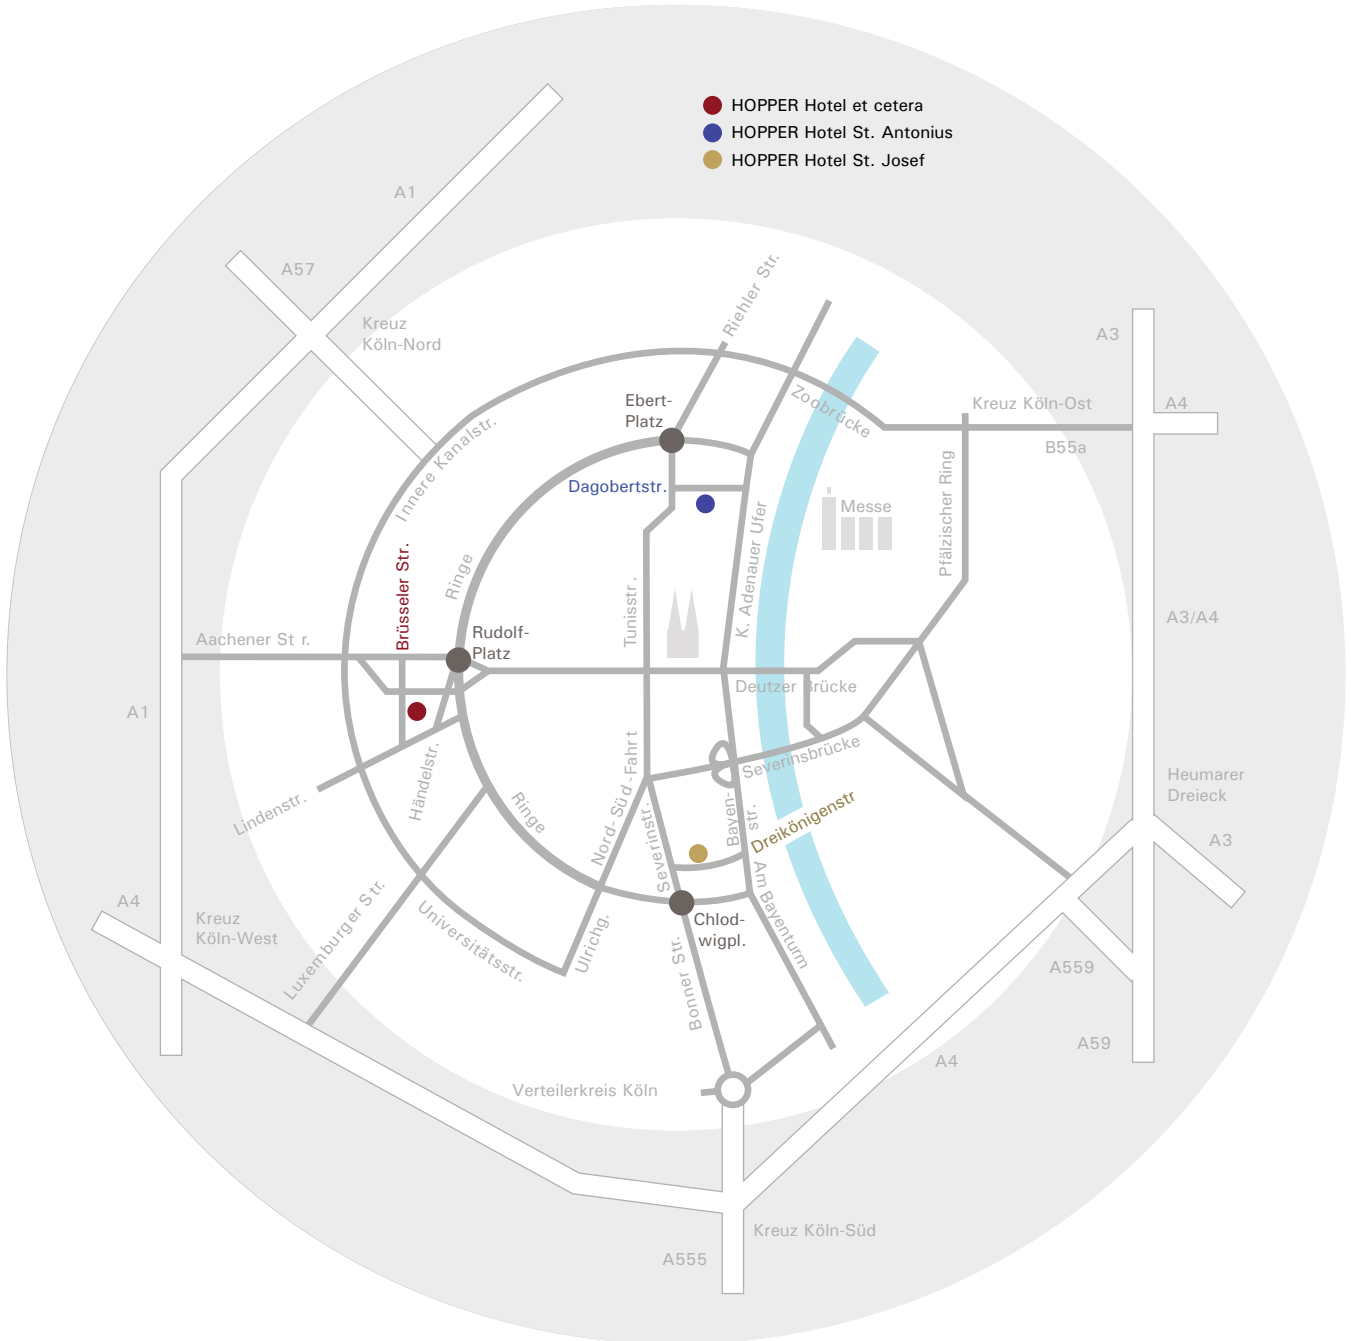 HOPPER Hotel et cetera
HOPPER Hotel St. Antonius
HOPPER Hotel St. Josef
A1
A57
Kreuz
Köln-Nord
Riehler Str.
A3
A4
Ebert-
Platz
Zoobrücke
Kreuz Köln-Ost
B55a
Innere Kanalstr.
Dagobertstr.
Messe
Pfälzischer Ring
K. Adenauer Ufer
Brüsseler Str.
Ringe
Tunisstr.
A3/A4
Aachener St r.
Rudolf-
Platz
Deutzer Brücke
A1
Händelstr.
Nord-Süd-Fahrt
Severinsbrücke
Heumarer
Dreieck
Lindenstr.
Ringe
Severinstr.
Bayen-
str.
Dreikönigenstr
A3
A4
Kreuz
Köln-West
Luxemburger Str.
Universitätsstr.
Ulrichg.
Chlod-
wigpl.
Am Bayenturm
Bonner Str.
A559
A59
A4
Verteilerkreis Köln
Kreuz Köln-Süd
A555